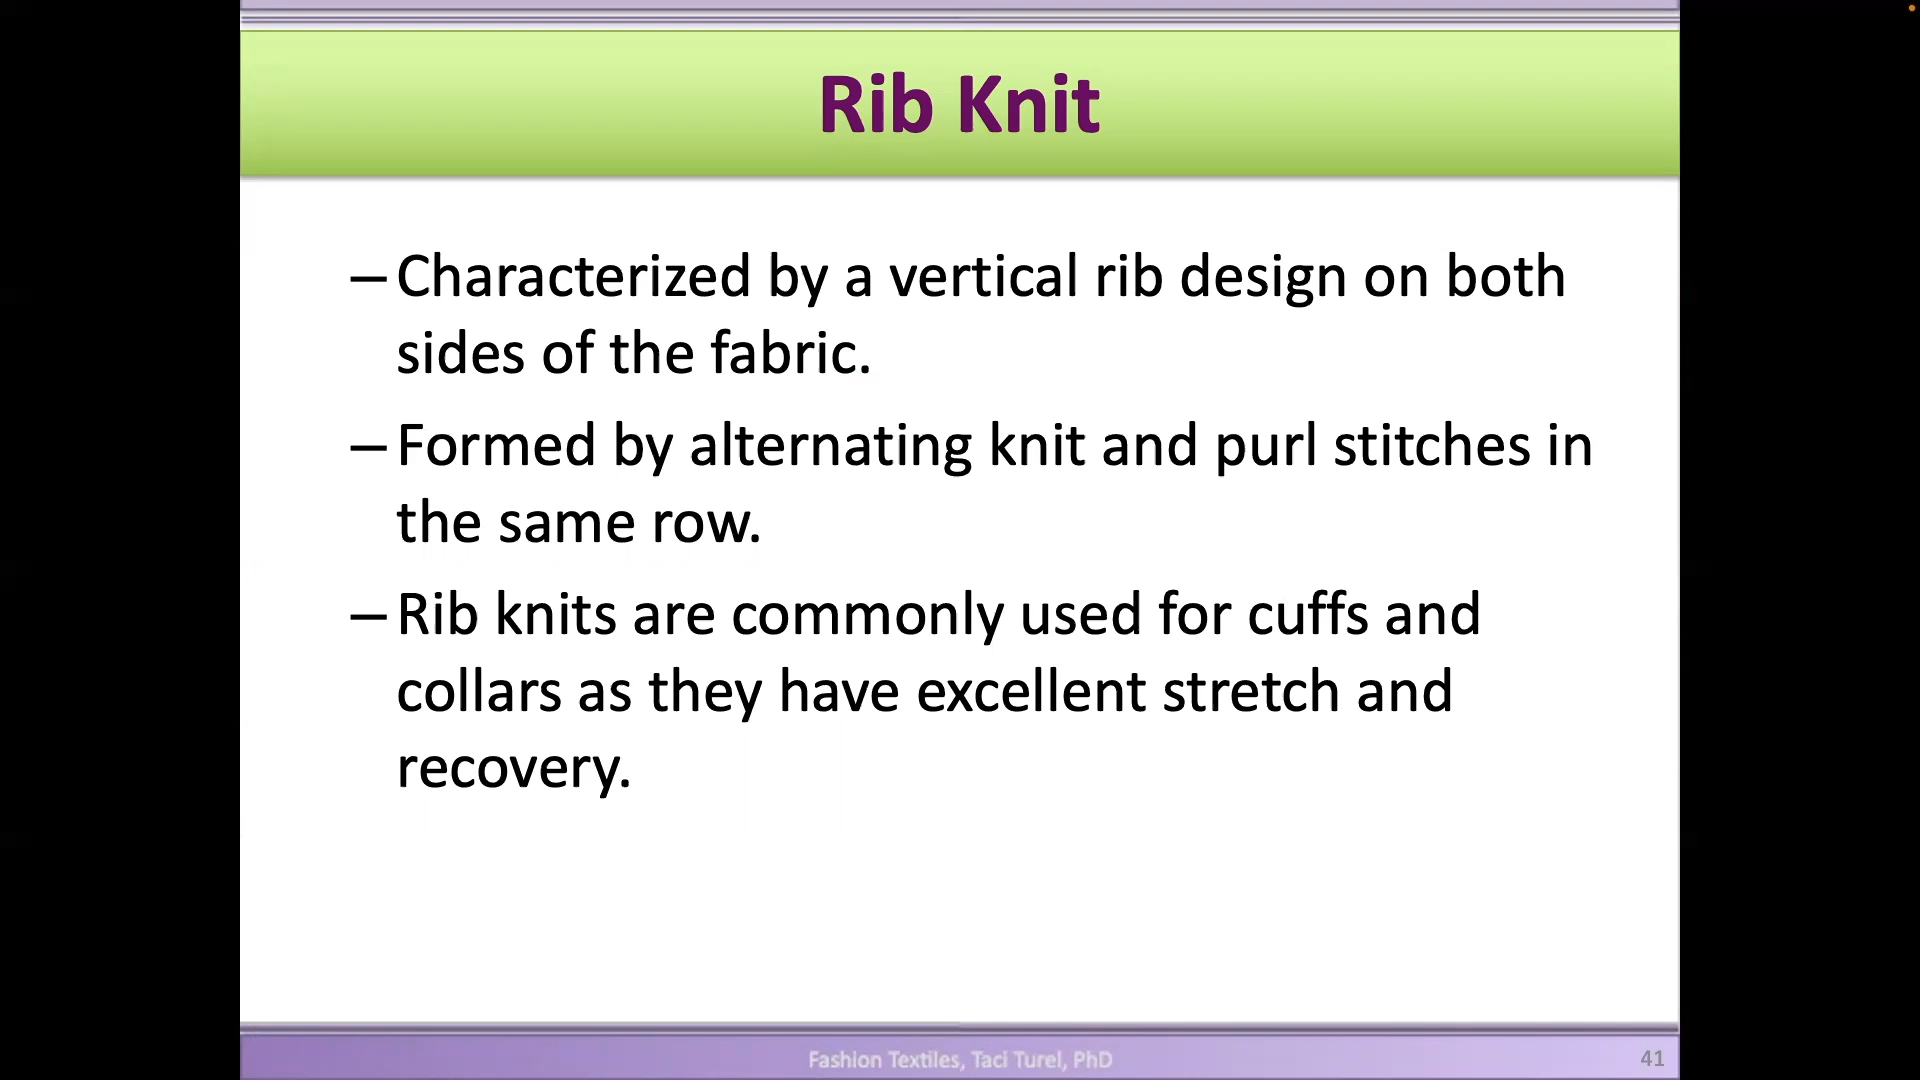 Rib Knit
– Characterized by a vertical rib design on both
sides of the fabric.
– Formed by alternating knit and purl stitches in
the same row.
– Rib knits are commonly used for cuffs and
collars as they have excellent stretch and
recovery.
Fashion Textiles, Taci Turel, PhD
41